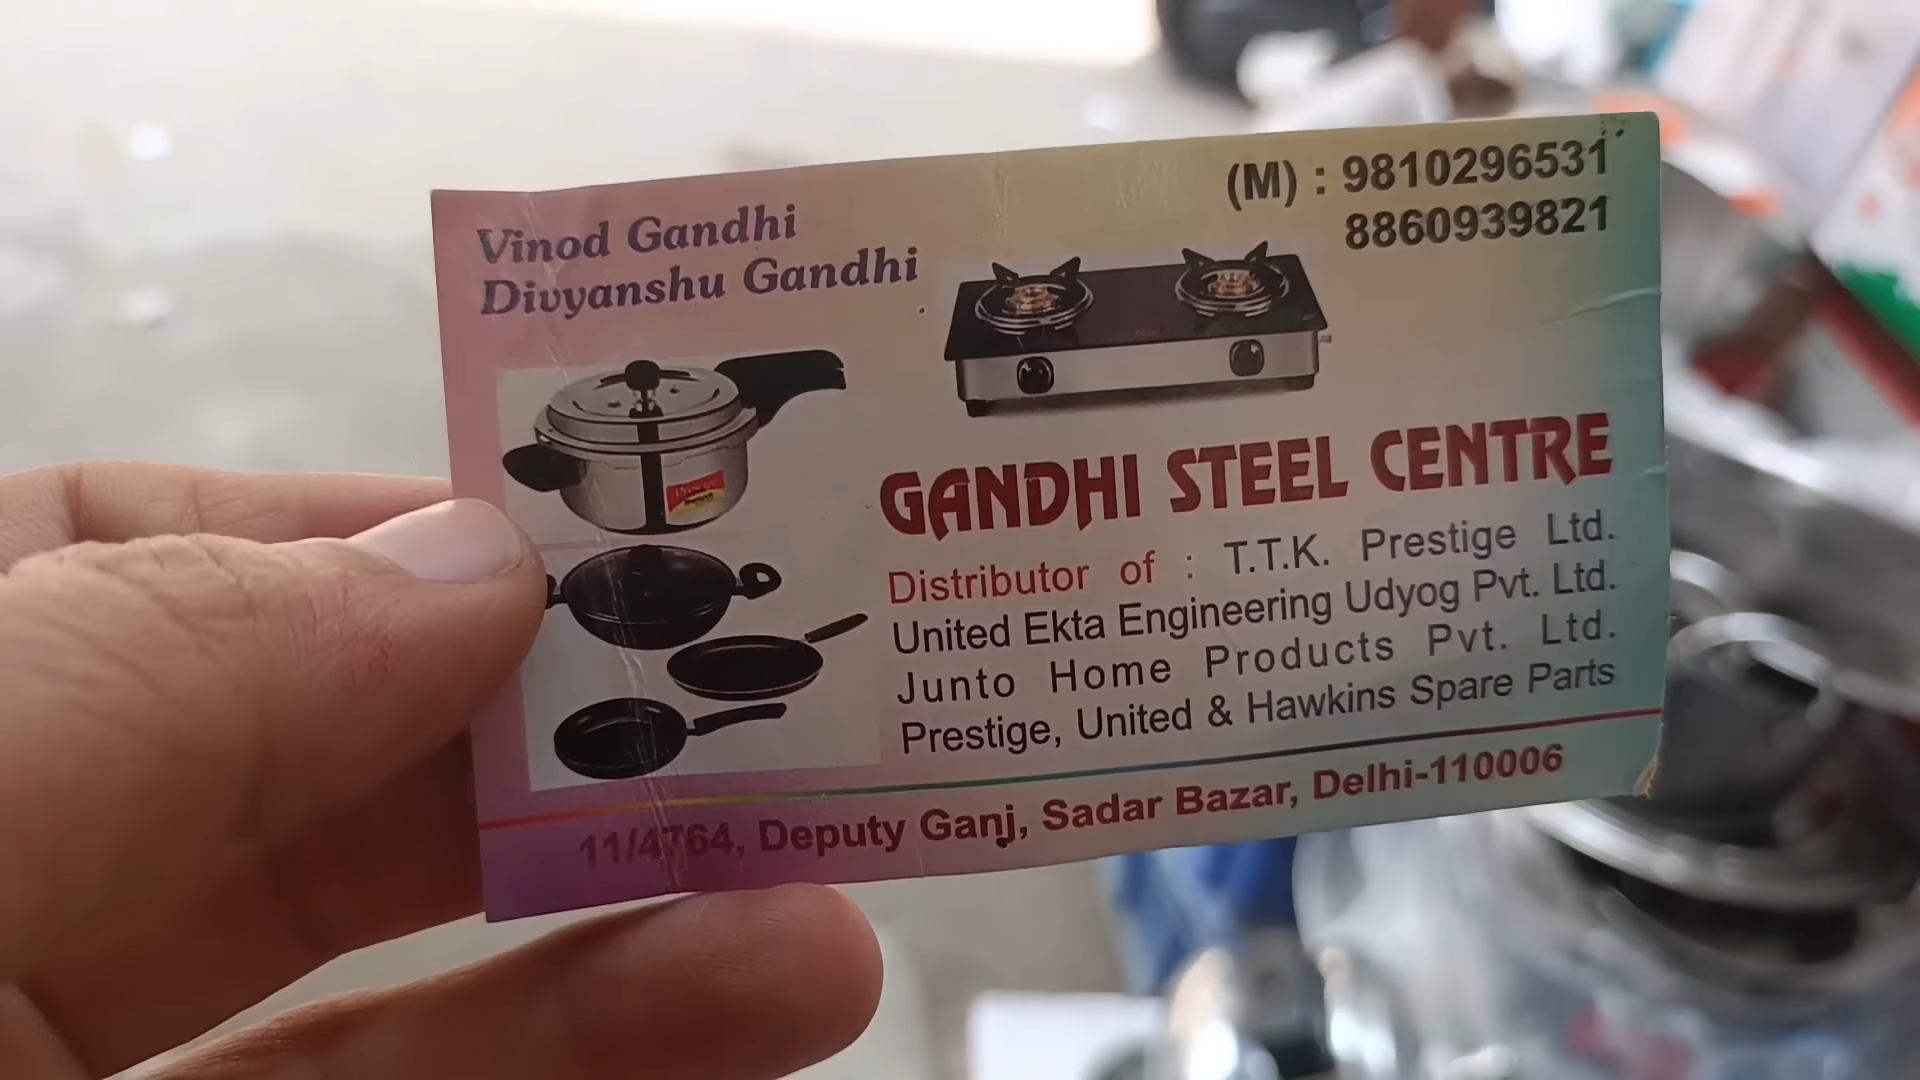 Vinod Gandhi
Divyanshu Gandhi
(M) : 9810296531
8860939821
GANDHI STEEL CENTRE
Distributor of : T.T.K. Prestige Ltd.
United Ekta Engineering Udyog Pvt. Ltd.
Junto Home Products Pvt. Ltd.
Prestige, United & Hawkins Spare Parts
11/4764, Deputy Ganj, Sadar Bazar, Delhi-110006